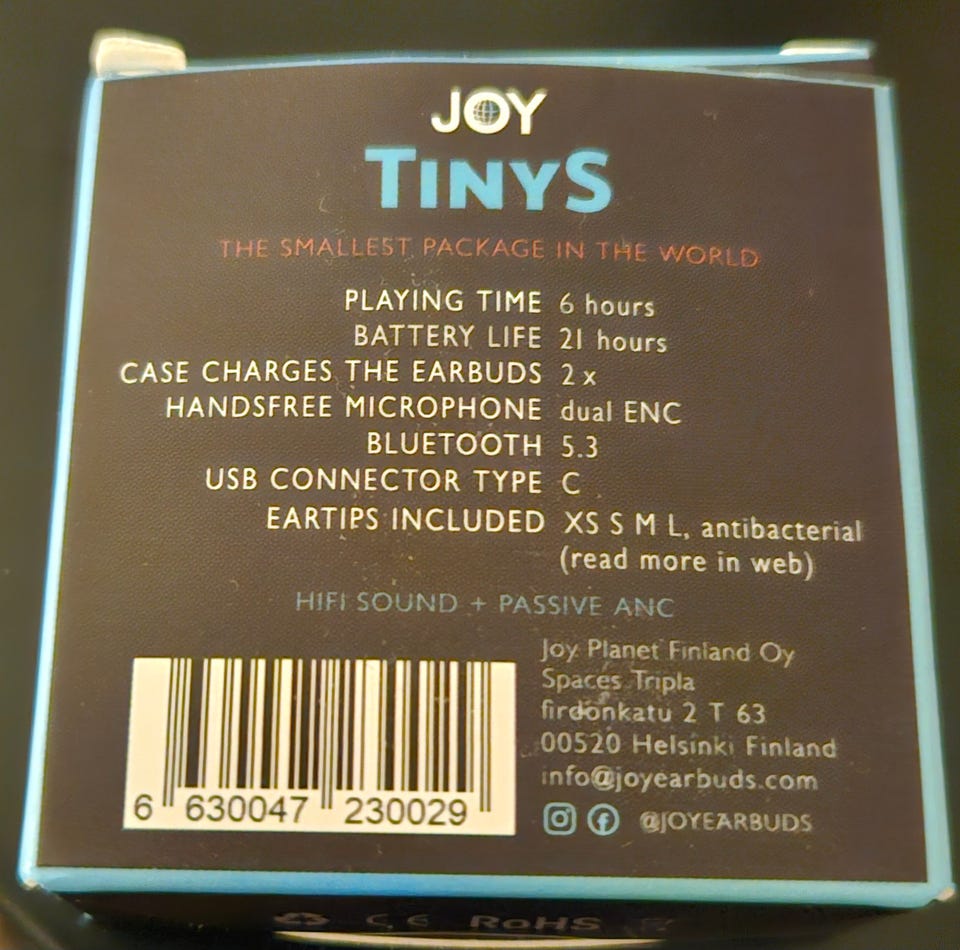 JOY
TINYS
THE SMALLEST PACKAGE IN THE WORLD
PLAYING TIME 6 hours
BATTERY LIFE 21 hours
CASE CHARGES THE EARBUDS 2 x
HANDSFREE MICROPHONE dual ENC
BLUETOOTH 5.3
USB CONNECTOR TYPE C
EARTIPS INCLUDED XS S M L, antibacterial
(read more in web)
HIFI SOUND + PASSIVE ANC
Joy Planet Finland Oy
Spaces Tripla
firdonkatu 2 T 63
00520 Helsinki Finland
info@joyearbuds.com
@JOYEARBUDS
6 630047 230029
CE RoHS